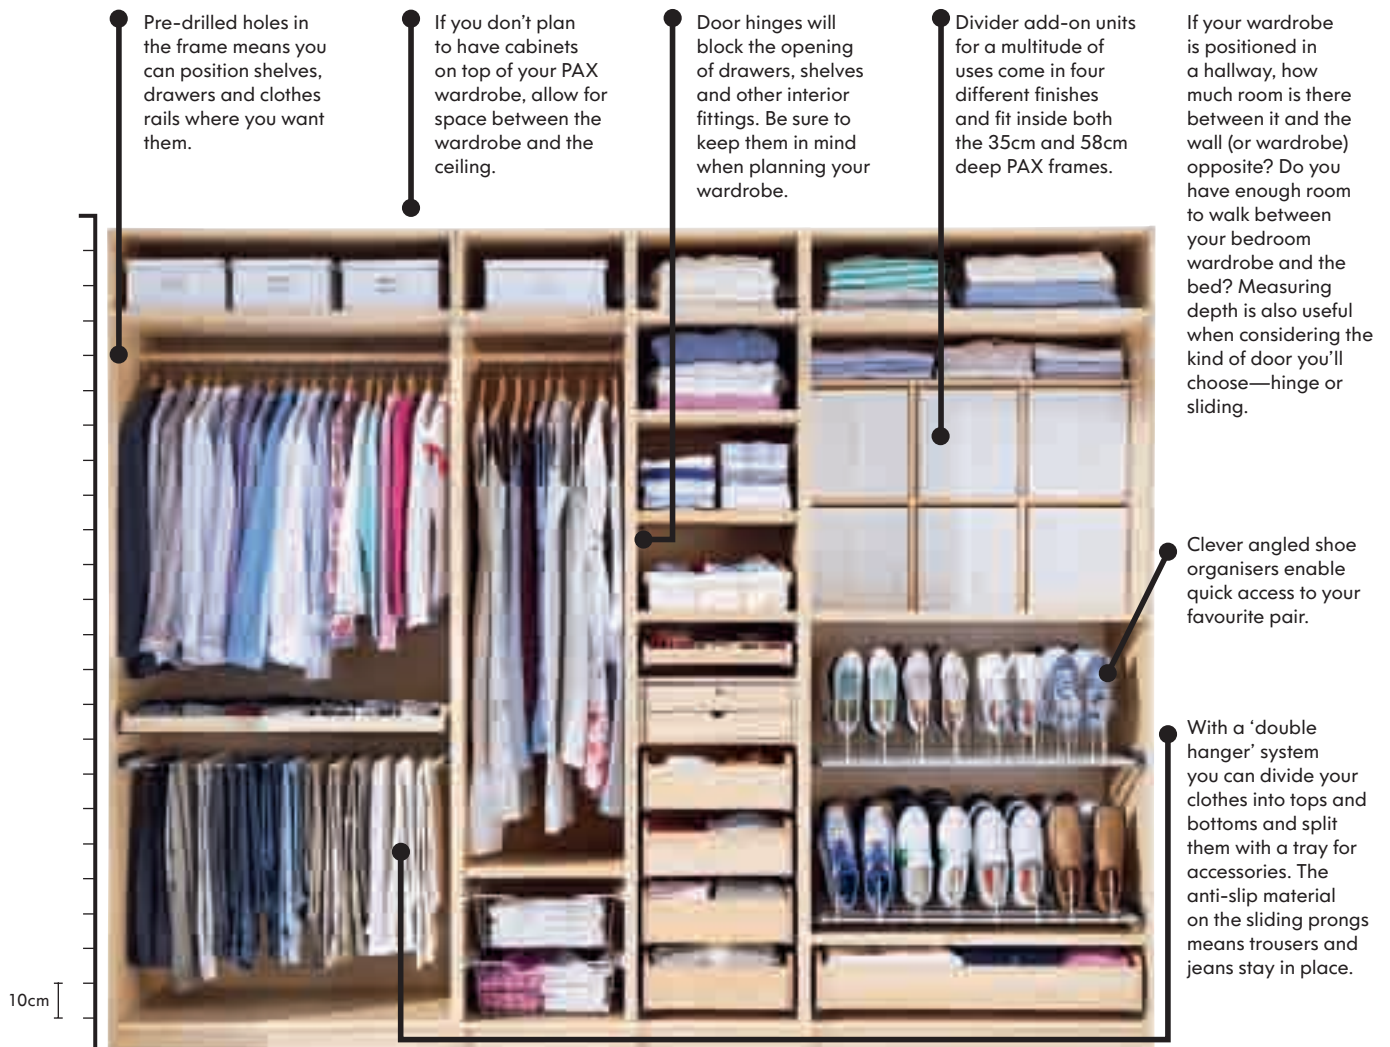 Pre-drilled holes in
the frame means you
can position shelves,
drawers and clothes
rails where you want
them.
If you don’t plan
to have cabinets
on top of your PAX
wardrobe, allow for
space between the
wardrobe and the
ceiling.
Door hinges will
block the opening
of drawers, shelves
and other interior
fittings. Be sure to
keep them in mind
when planning your
wardrobe.
Divider add-on units
for a multitude of
uses come in four
different finishes
and fit inside both
the 35cm and 58cm
deep PAX frames.
If your wardrobe
is positioned in
a hallway, how
much room is there
between it and the
wall (or wardrobe)
opposite? Do you
have enough room
to walk between
your bedroom
wardrobe and the
bed? Measuring
depth is also useful
when considering the
kind of door you’ll
choose—hinge or
sliding.
Clever angled shoe
organisers enable
quick access to your
favourite pair.
With a ‘double
hanger’ system
you can divide your
clothes into tops and
bottoms and split
them with a tray for
accessories. The
anti-slip material
on the sliding prongs
means trousers and
jeans stay in place.
10cm